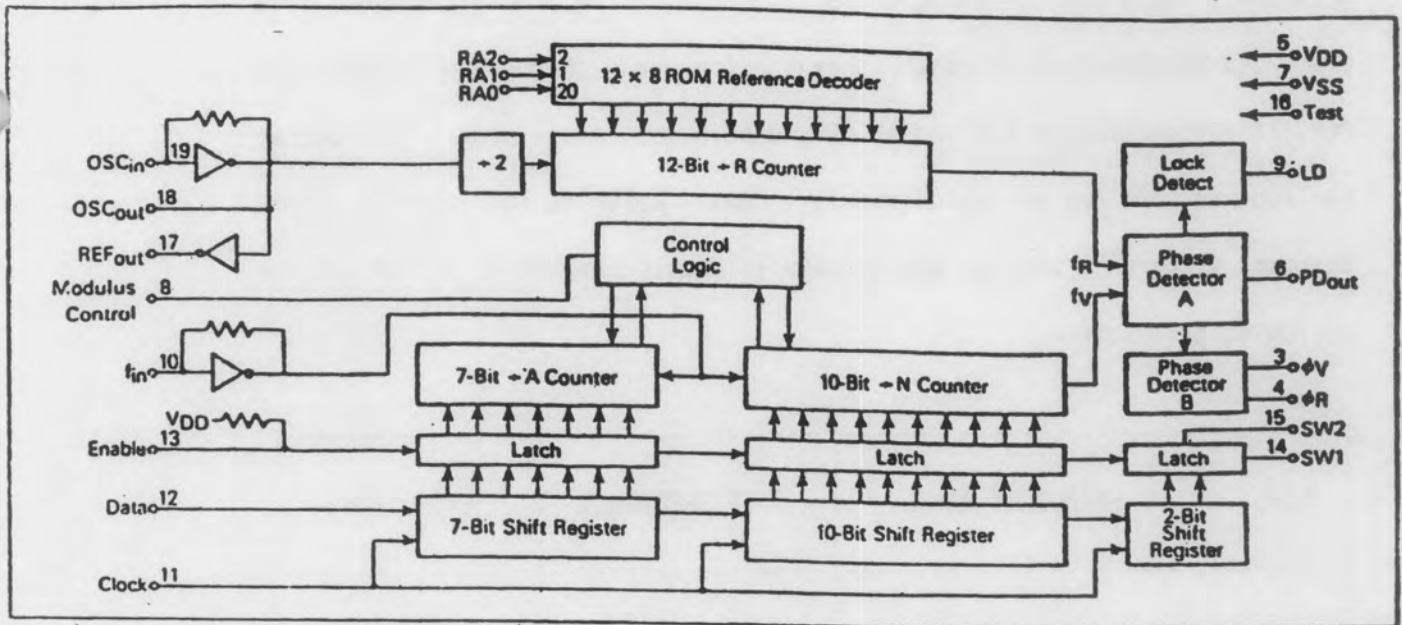 RA2 2
RA1 1
RA0 20
12 × 8 ROM Reference Decoder
5 VDD
7 VSS
16 Test
OSCin 19
÷ 2
12-Bit ÷ R Counter
Lock
Detect
9 LD
OSCout 18
REFout 17
Control
Logic
fR
fV
Phase
Detector
A
6 PDout
Modulus
Control
8
fin 10
7-Bit ÷ A Counter
10-Bit ÷ N Counter
Phase
Detector
B
3 ϕV
4 ϕR
VDD
Enable 13
Latch
Latch
Latch
15 SW2
14 SW1
Data 12
7-Bit Shift Register
10-Bit Shift Register
2-Bit
Shift
Register
Clock 11